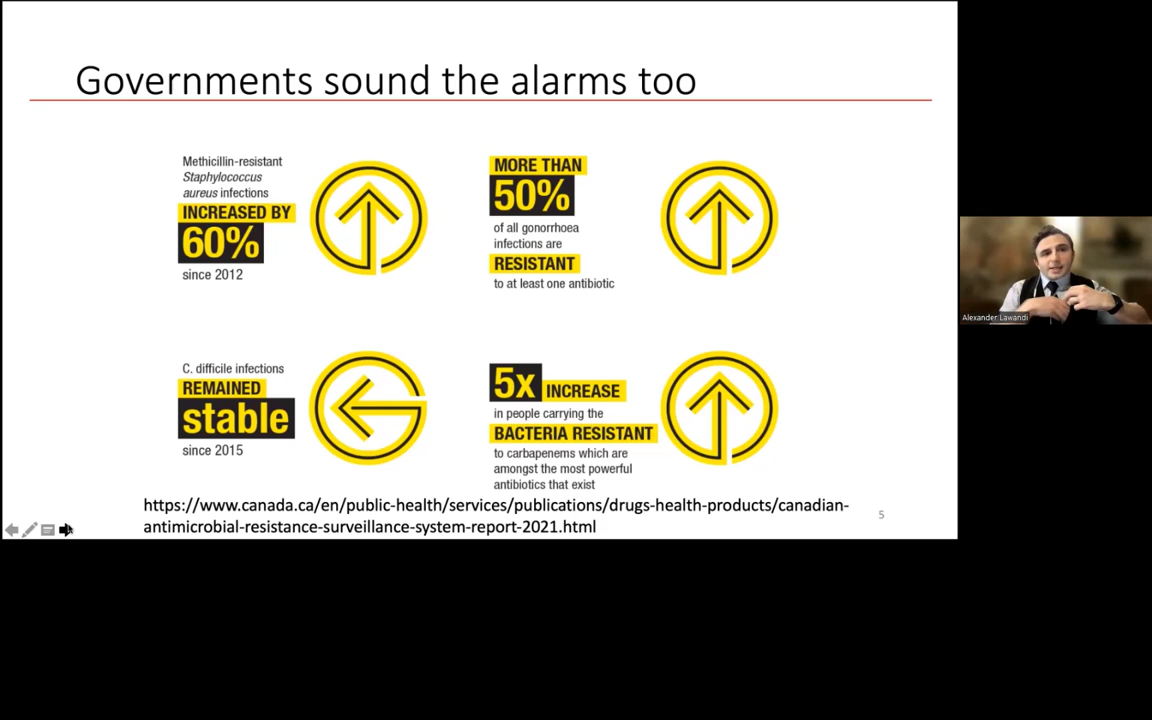 Governments sound the alarms too
Methicillin-resistant
Staphylococcus
aureus infections
INCREASED BY
60%
since 2012
MORE THAN
50%
of all gonorrhoea
infections are
RESISTANT
to at least one antibiotic
C. difficile infections
REMAINED
stable
since 2015
5x INCREASE
in people carrying the
BACTERIA RESISTANT
to carbapenems which are
amongst the most powerful
antibiotics that exist
https://www.canada.ca/en/public-health/services/publications/drugs-health-products/canadian-
antimicrobial-resistance-surveillance-system-report-2021.html
5
Alexander Lawandi